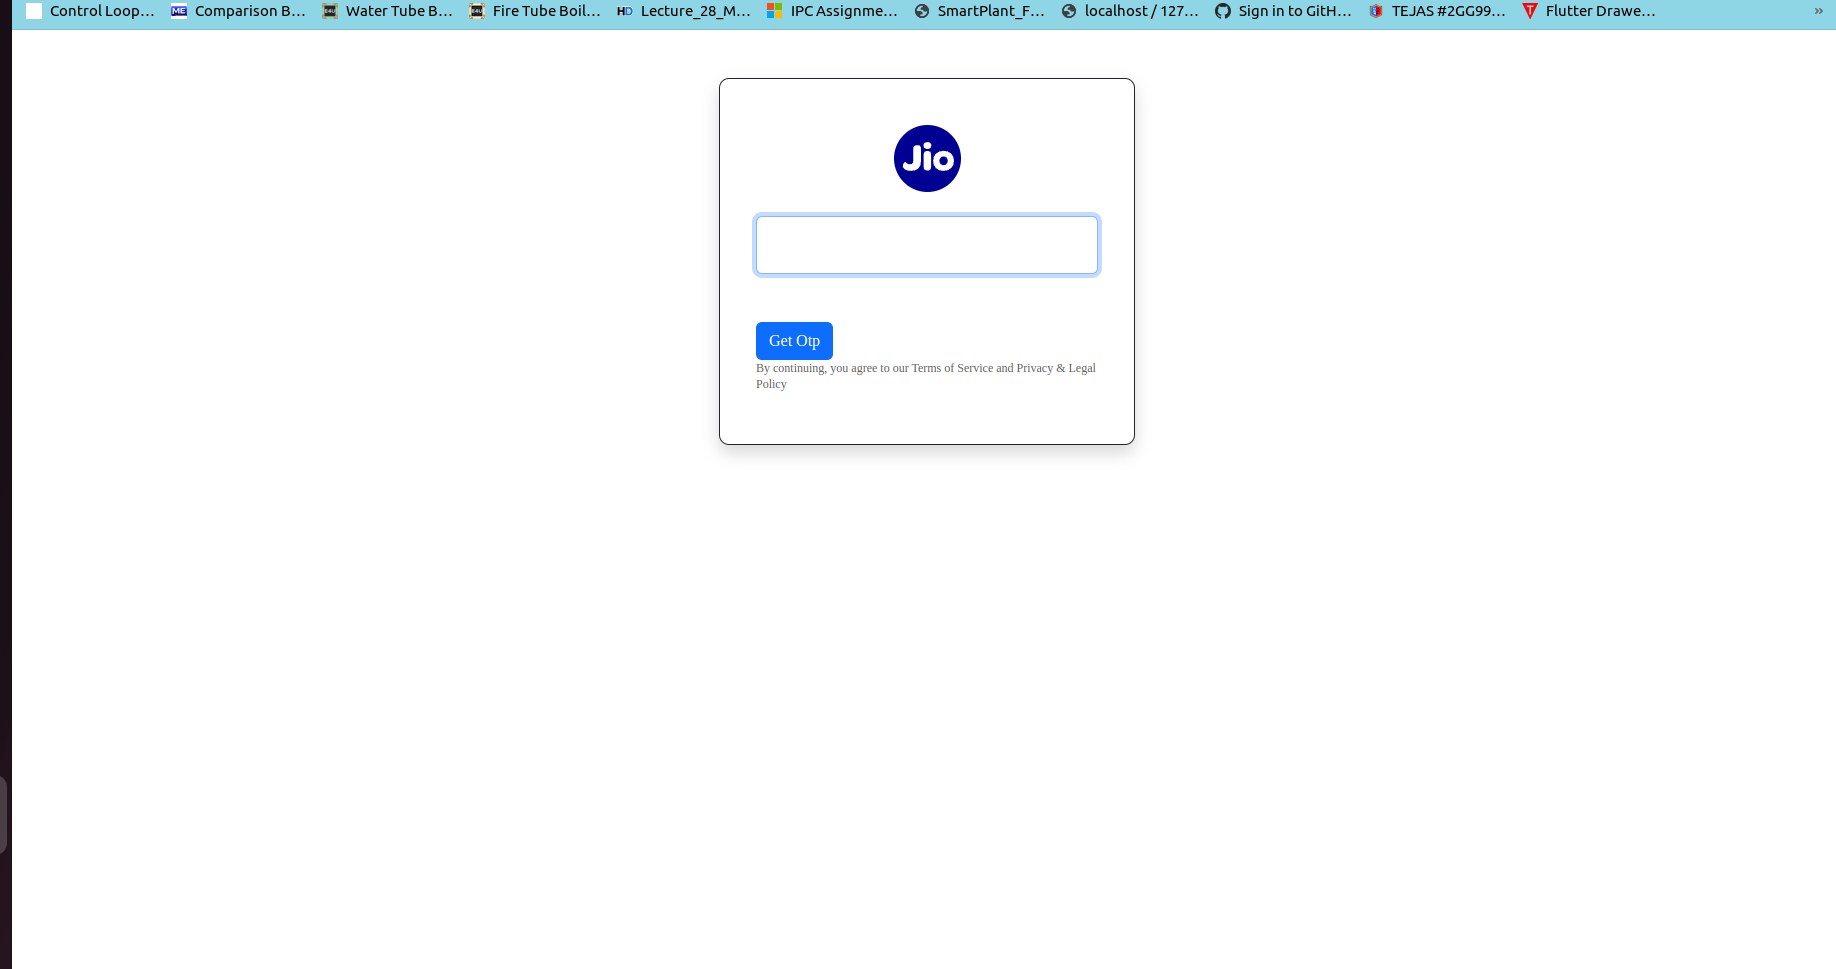 Control Loop... Comparison B... Water Tube B... Fire Tube Boil... HD Lecture_28_M... IPC Assignme... SmartPlant_F... localhost / 127... Sign in to GitH... TEJAS #2GG99... Flutter Drawe... »
Jio
Get Otp
By continuing, you agree to our Terms of Service and Privacy & Legal
Policy